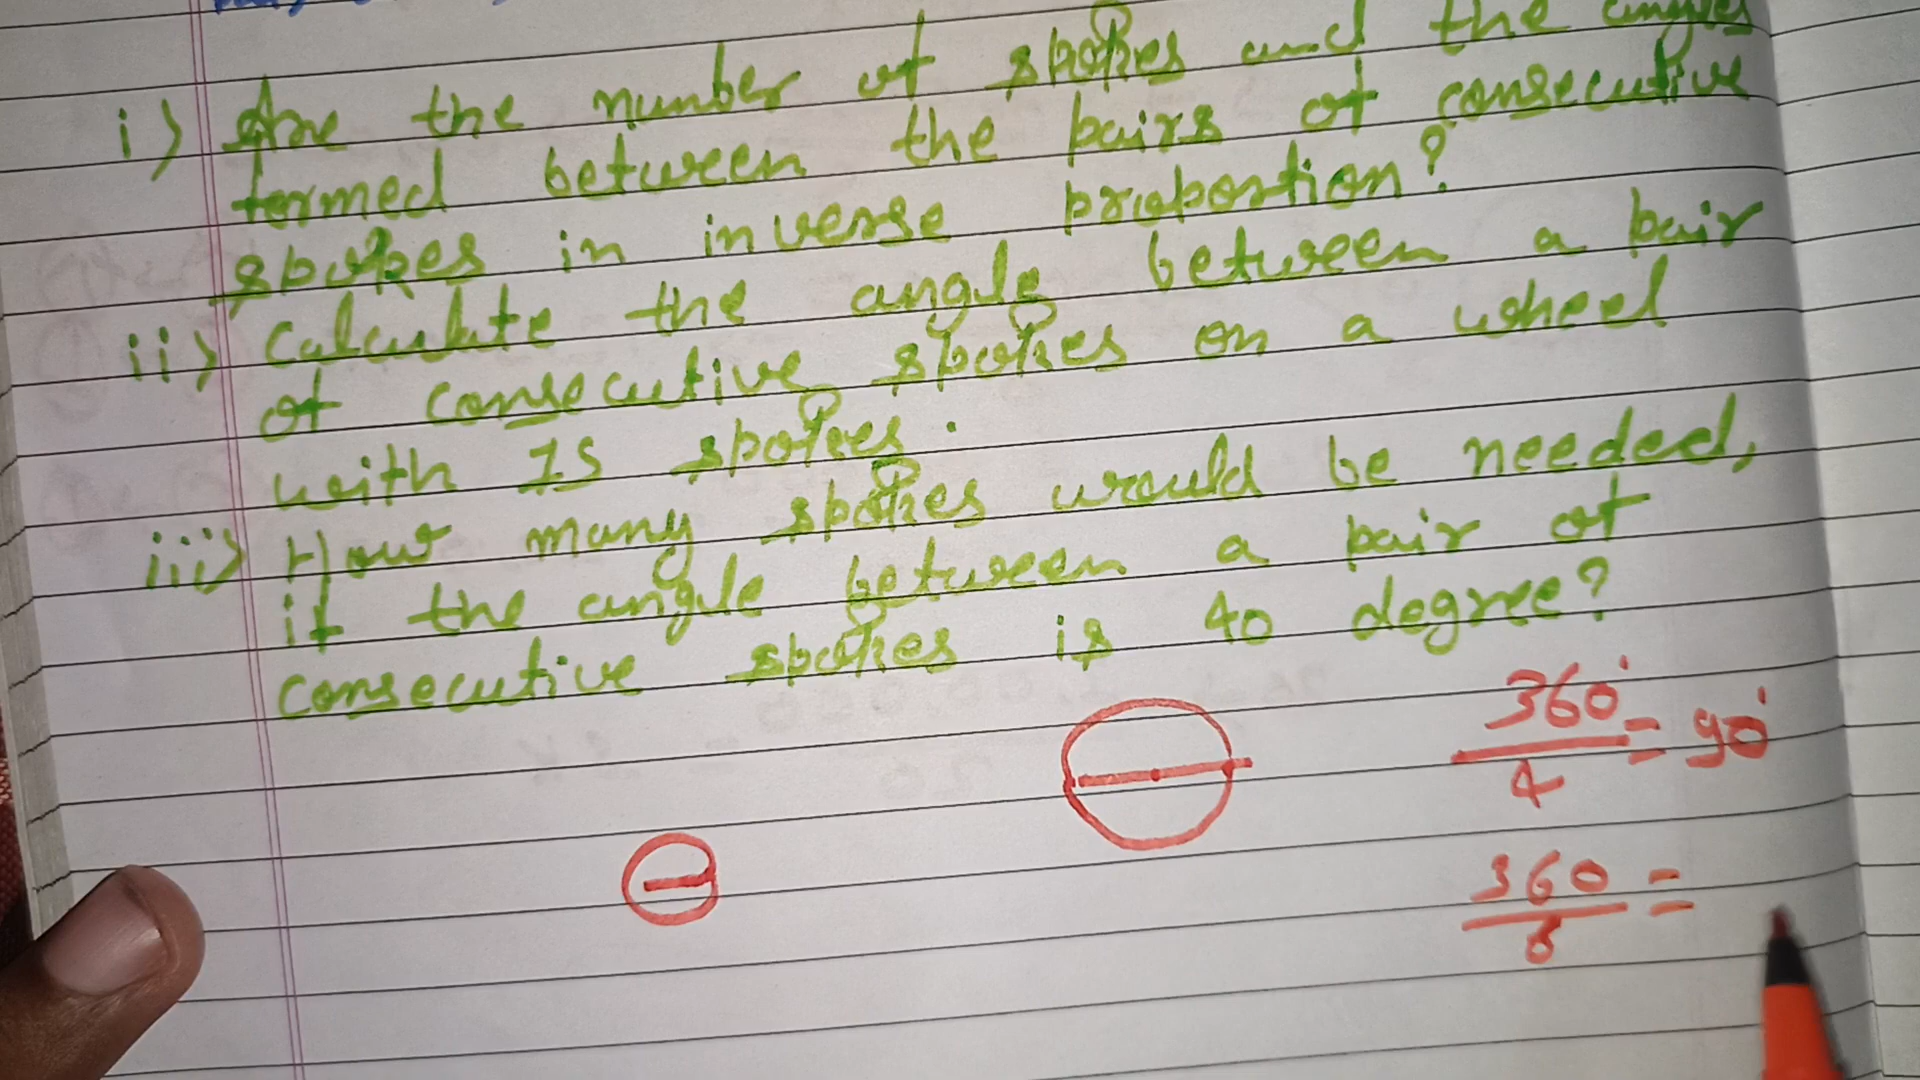 i) Are the number of spokes and the angles
formed between the pairs of consecutive
spokes in inverse proportion?
ii) Calculate the angle between a pair
of consecutive spokes on a wheel
with 15 spokes.
iii) How many spokes would be needed,
if the angle between a pair of
consecutive spokes is 40 degree?
360° / 4 = 90°
360 / 6 =